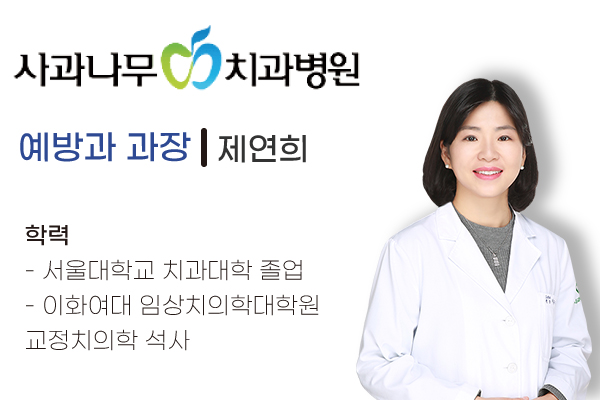 사과나무 치과병원
예방과 과장 | 제연희
학력
- 서울대학교 치과대학 졸업
- 이화여대 임상치의학대학원
교정치의학 석사